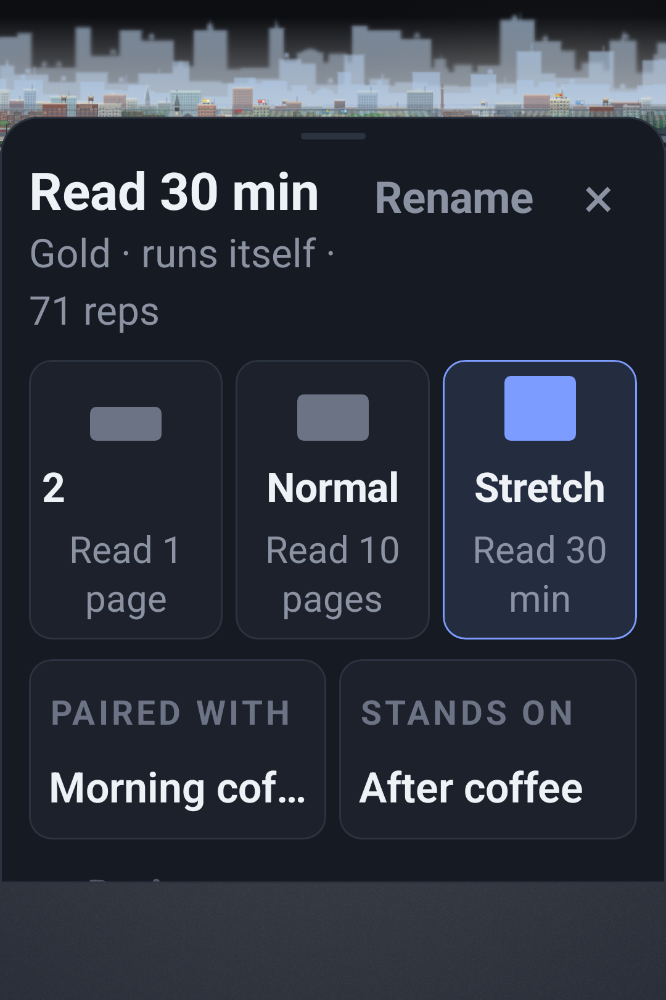 Read 30 min
Rename
×
Gold · runs itself ·
71 reps
2
Normal
Stretch
Read 1
page
Read 10
pages
Read 30
min
PAIRED WITH
STANDS ON
Morning cof…
After coffee